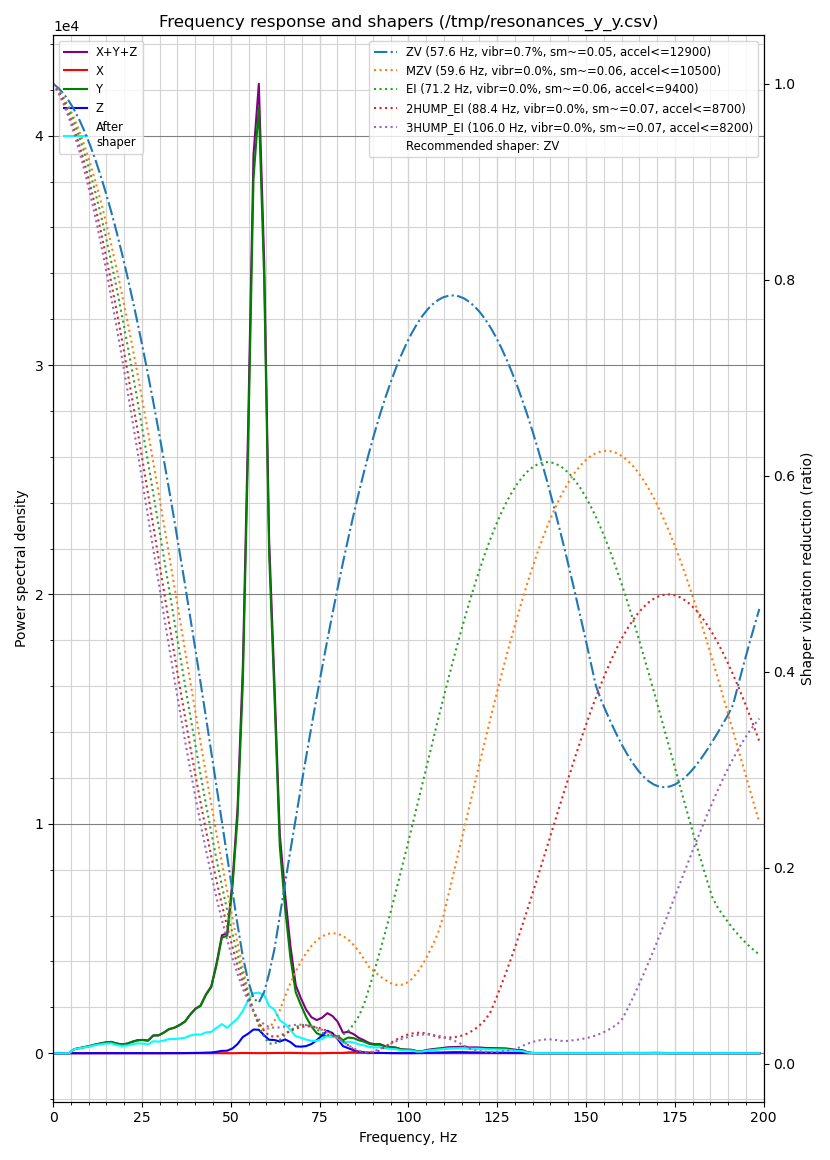 Frequency response and shapers (/tmp/resonances_y_y.csv)
1e4
X+Y+Z
X
Y
Z
After
shaper
ZV (57.6 Hz, vibr=0.7%, sm~=0.05, accel<=12900)
MZV (59.6 Hz, vibr=0.0%, sm~=0.06, accel<=10500)
EI (71.2 Hz, vibr=0.0%, sm~=0.06, accel<=9400)
2HUMP_EI (88.4 Hz, vibr=0.0%, sm~=0.07, accel<=8700)
3HUMP_EI (106.0 Hz, vibr=0.0%, sm~=0.07, accel<=8200)
Recommended shaper: ZV
4
3
2
1
0
Power spectral density
1.0
0.8
0.6
0.4
0.2
0.0
Shaper vibration reduction (ratio)
0 25 50 75 100 125 150 175 200
Frequency, Hz